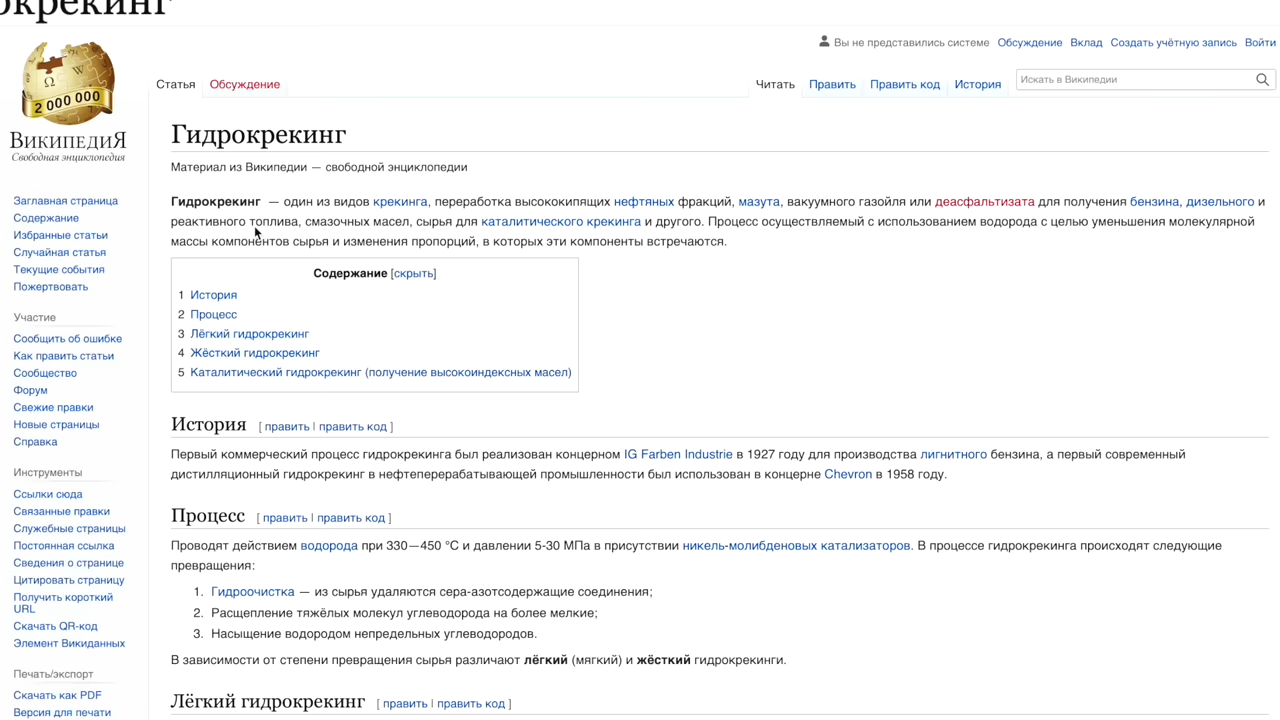 окрекинг
Вы не представились системе Обсуждение Вклад Создать учётную запись Войти
Статья Обсуждение Читать Править Править код История Искать в Википедии
2 000 000
ВИКИПЕДИЯ
Свободная энциклопедия
Гидрокрекинг
Материал из Википедии — свободной энциклопедии
Гидрокрекинг — один из видов крекинга, переработка высококипящих нефтяных фракций, мазута, вакуумного газойля или деасфальтизата для получения бензина, дизельного и
реактивного топлива, смазочных масел, сырья для каталитического крекинга и другого. Процесс осуществляемый с использованием водорода с целью уменьшения молекулярной
массы компонентов сырья и изменения пропорций, в которых эти компоненты встречаются.
Содержание [скрыть]
1 История
2 Процесс
3 Лёгкий гидрокрекинг
4 Жёсткий гидрокрекинг
5 Каталитический гидрокрекинг (получение высокоиндексных масел)
История [ править | править код ]
Первый коммерческий процесс гидрокрекинга был реализован концерном IG Farben Industrie в 1927 году для производства лигнитного бензина, а первый современный
дистилляционный гидрокрекинг в нефтеперерабатывающей промышленности был использован в концерне Chevron в 1958 году.
Процесс [ править | править код ]
Проводят действием водорода при 330—450 °C и давлении 5-30 МПа в присутствии никель-молибденовых катализаторов. В процессе гидрокрекинга происходят следующие
превращения:
1. Гидроочистка — из сырья удаляются сера-азотсодержащие соединения;
2. Расщепление тяжёлых молекул углеводорода на более мелкие;
3. Насыщение водородом непредельных углеводородов.
В зависимости от степени превращения сырья различают лёгкий (мягкий) и жёсткий гидрокрекинги.
Лёгкий гидрокрекинг [ править | править код ]
Заглавная страница
Содержание
Избранные статьи
Случайная статья
Текущие события
Пожертвовать
Участие
Сообщить об ошибке
Как править статьи
Сообщество
Форум
Свежие правки
Новые страницы
Справка
Инструменты
Ссылки сюда
Связанные правки
Служебные страницы
Постоянная ссылка
Сведения о странице
Цитировать страницу
Получить короткий
URL
Скачать QR-код
Элемент Викиданных
Печать/экспорт
Скачать как PDF
Версия для печати